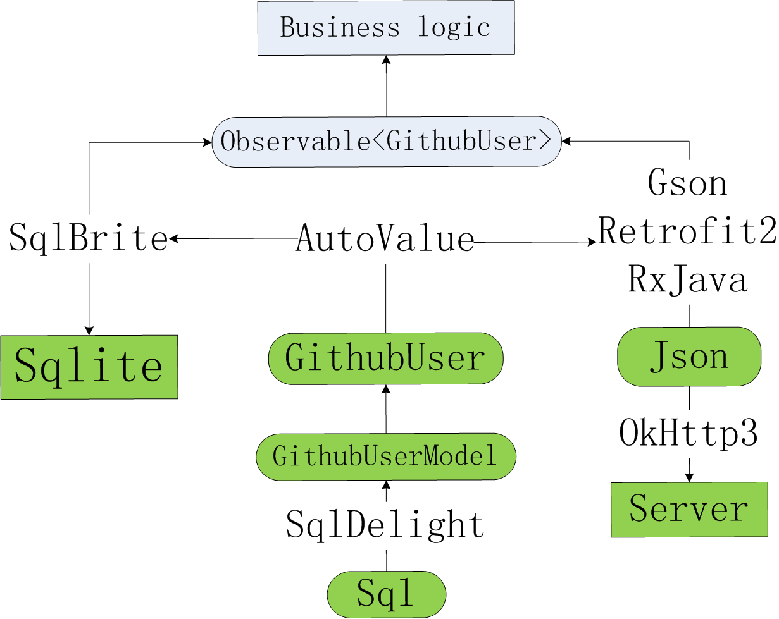 Business logic
Observable<GithubUser>
Gson
SqlBrite
AutoValue
Retrofit2
RxJava
Sqlite
GithubUser
Json
OkHttp3
GithubUserModel
Server
SqlDelight
Sql